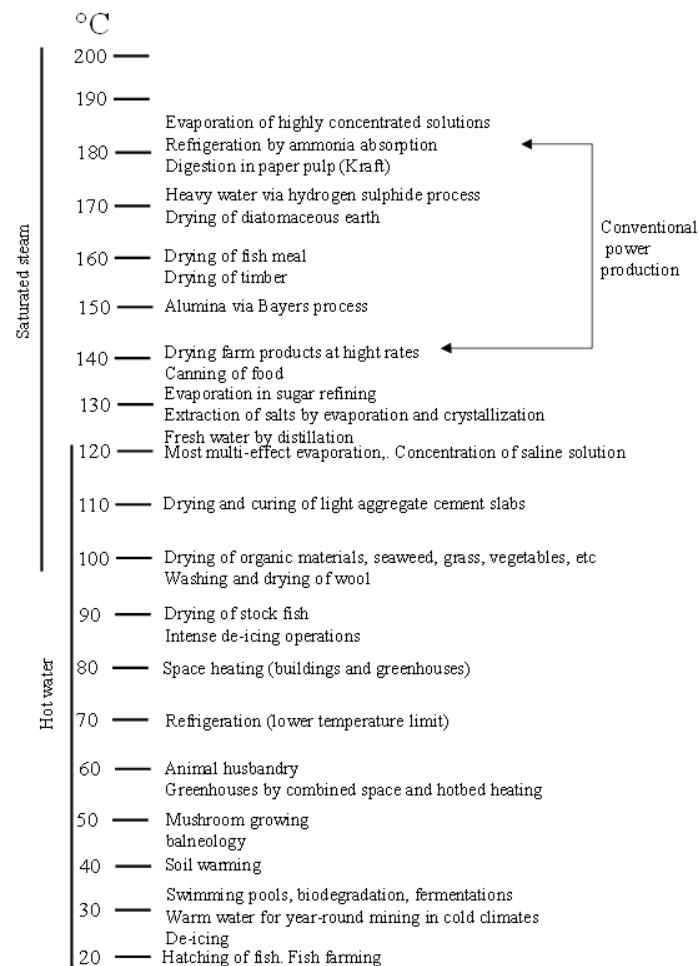 °C
200
190
Evaporation of highly concentrated solutions
180 Refrigeration by ammonia absorption
Digestion in paper pulp (Kraft)
Heavy water via hydrogen sulphide process
170
Drying of diatomaceous earth
Conventional
power
production
160 Drying of fish meal
Drying of timber
Saturated steam
150 Alumina via Bayers process
140 Drying farm products at hight rates
Canning of food
Evaporation in sugar refining
130
Extraction of salts by evaporation and crystallization
Fresh water by distillation
120 Most multi-effect evaporation,. Concentration of saline solution
110 Drying and curing of light aggregate cement slabs
100 Drying of organic materials, seaweed, grass, vegetables, etc
Washing and drying of wool
90 Drying of stock fish
Intense de-icing operations
80 Space heating (buildings and greenhouses)
Hot water
70 Refrigeration (lower temperature limit)
60 Animal husbandry
Greenhouses by combined space and hotbed heating
50 Mushroom growing
balneology
40 Soil warming
Swimming pools, biodegradation, fermentations
30
Warm water for year-round mining in cold climates
De-icing
20 Hatching of fish. Fish farming